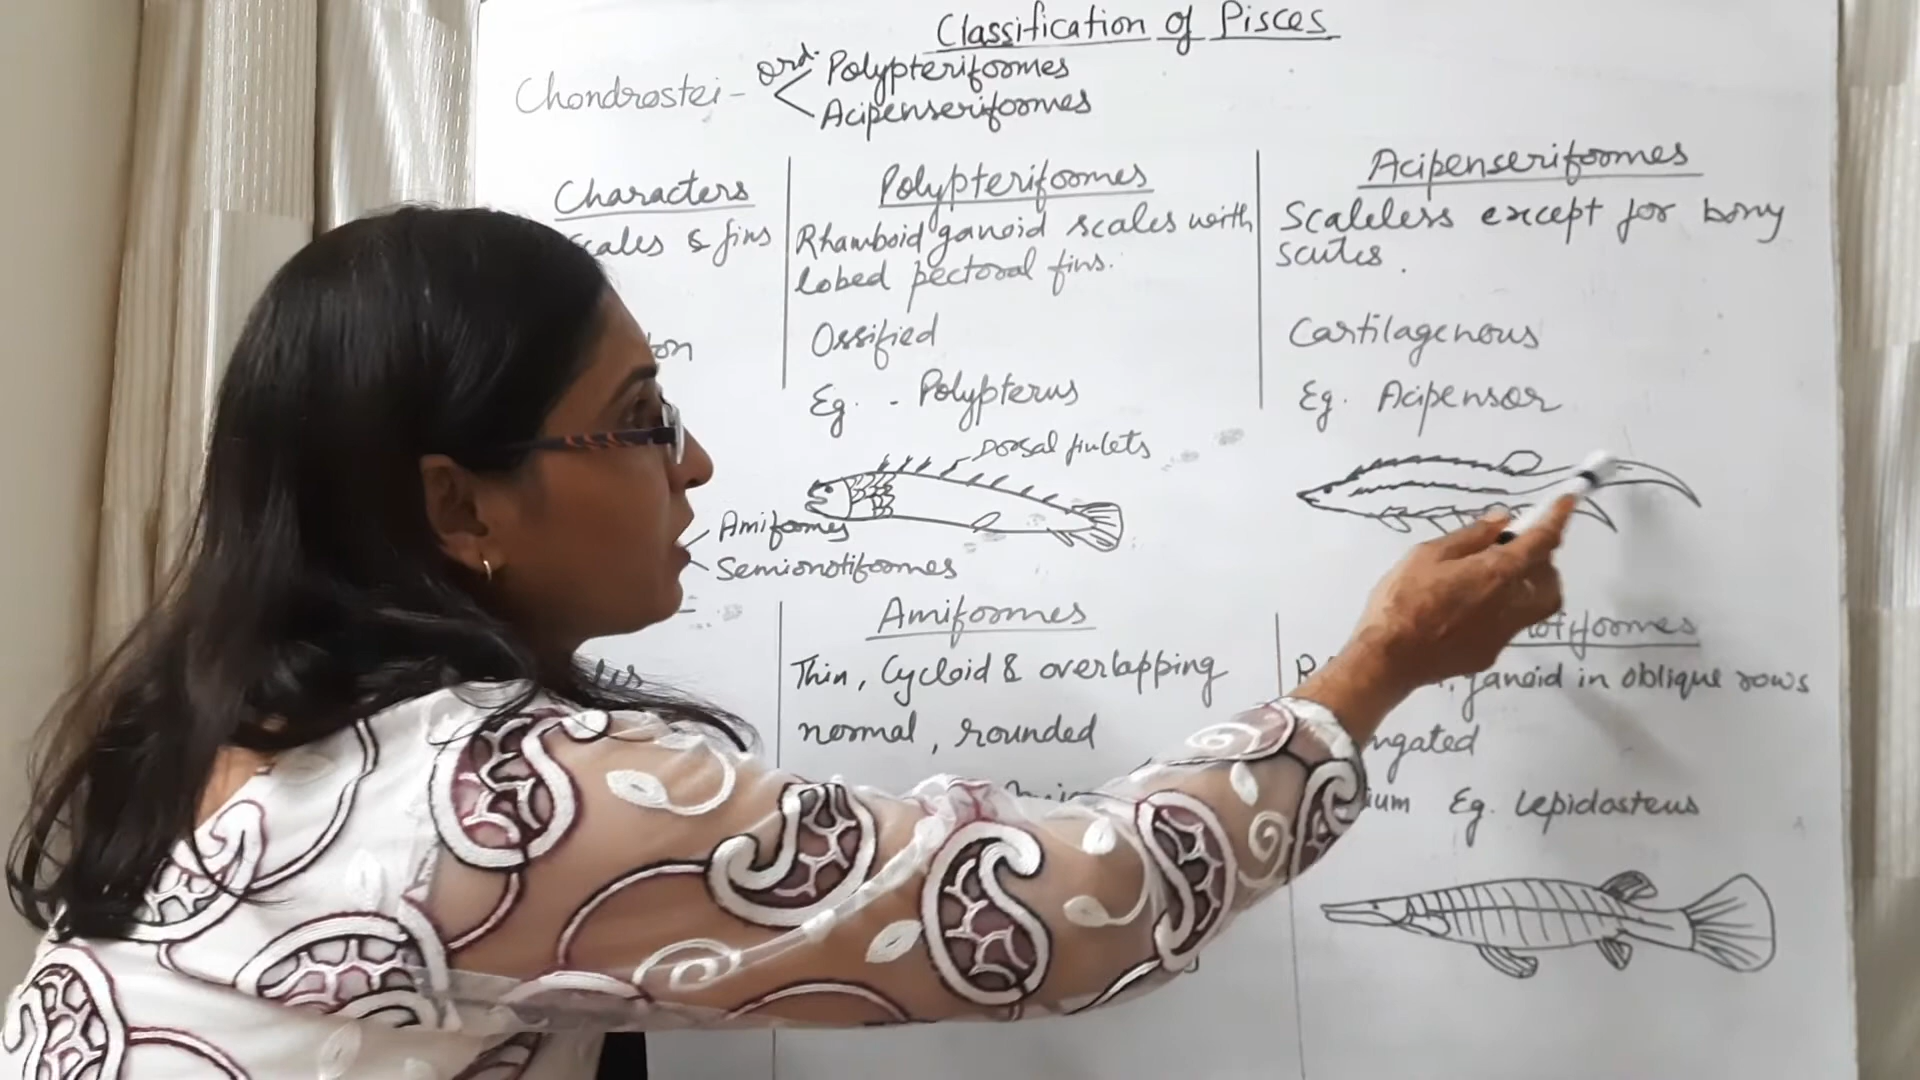 Classification of Pisces
Chondrostei - ord. Polypteriformes
Acipenseriformes
Characters
Polypteriformes
Acipenseriformes
scales & fins
Rhomboid ganoid scales with
lobed pectoral fins.
Scaleless except for bony
scutes.
Ossified
Cartilagenous
Eg. - Polypterus
Eg. Acipensor
Dorsal finlets
Amiformes
Semionotiformes
Amiformes
Thin, Cycloid & overlapping
ganoid in oblique rows
normal, rounded
Eg. Lepidosteus